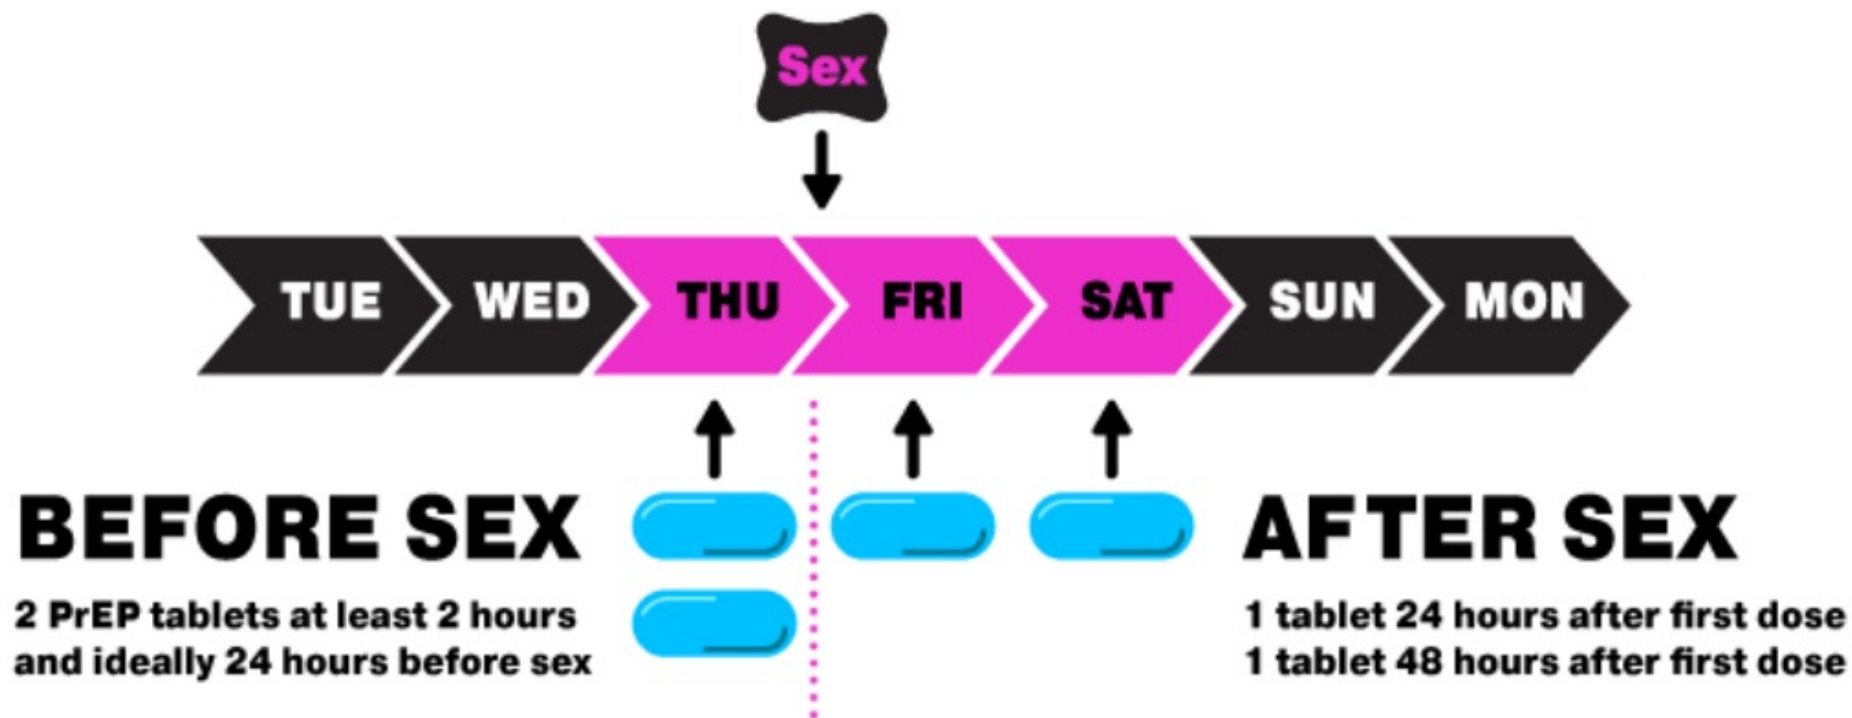 Sex
TUE WED THU FRI SAT SUN MON
BEFORE SEX
2 PrEP tablets at least 2 hours
and ideally 24 hours before sex
AFTER SEX
1 tablet 24 hours after first dose
1 tablet 48 hours after first dose